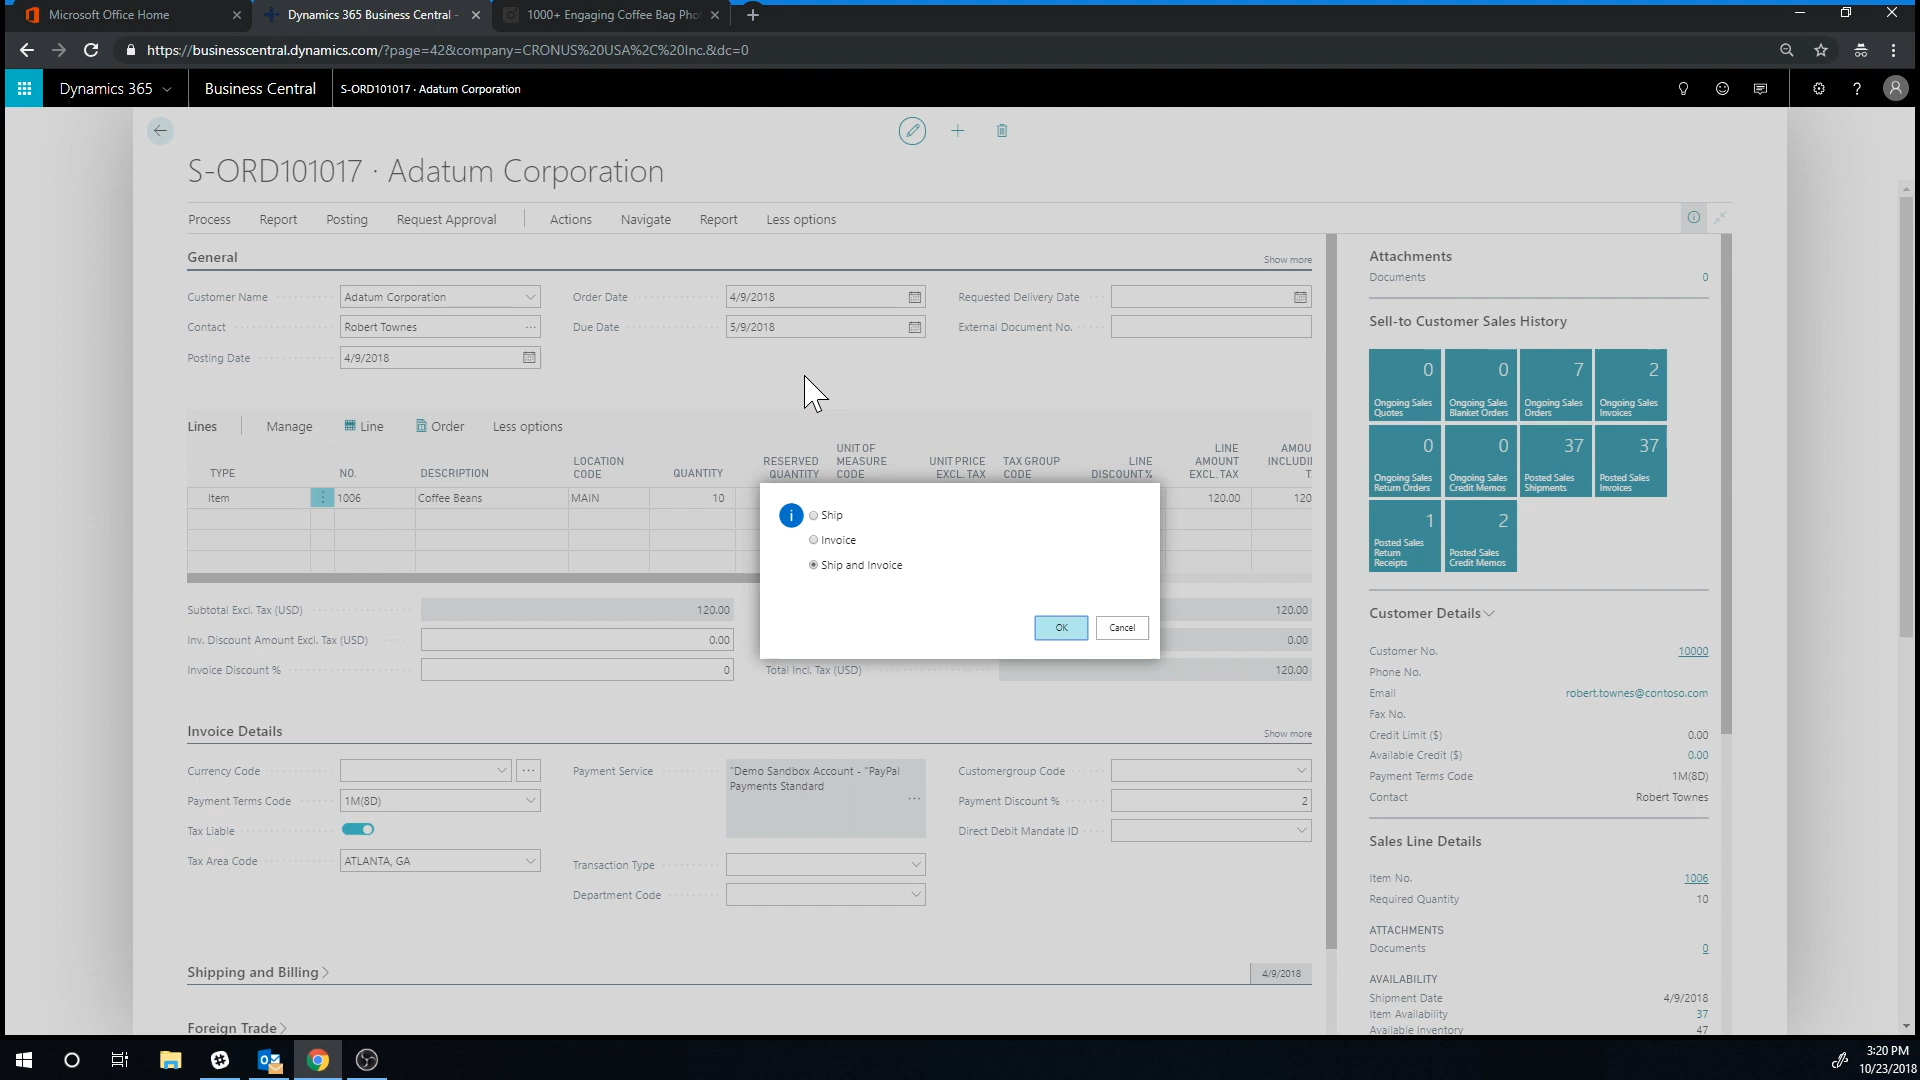 Microsoft Office Home
Dynamics 365 Business Central -
1000+ Engaging Coffee Bag Pho
https://businesscentral.dynamics.com/?page=42&company=CRONUS%20USA%2C%20Inc.&dc=0
Dynamics 365
Business Central
S-ORD101017 · Adatum Corporation
S-ORD101017 · Adatum Corporation
Process Report Posting Request Approval Actions Navigate Report Less options
General
Show more
Customer Name Adatum Corporation
Contact Robert Townes
Posting Date 4/9/2018
Order Date 4/9/2018
Due Date 5/9/2018
Requested Delivery Date
External Document No.
Lines Manage Line Order Less options
TYPE
NO.
DESCRIPTION
LOCATION
CODE
QUANTITY
RESERVED
QUANTITY
UNIT OF
MEASURE
CODE
UNIT PRICE
EXCL. TAX
TAX GROUP
CODE
LINE
DISCOUNT %
LINE
AMOUNT
EXCL. TAX
AMOU
INCLUDI
T.
Item 1006 Coffee Beans MAIN 10 120.00 120
Ship
Invoice
Ship and Invoice
OK
Cancel
Subtotal Excl. Tax (USD) 120.00
Inv. Discount Amount Excl. Tax (USD) 0.00
Invoice Discount % 0
120.00
0.00
Total Incl. Tax (USD) 120.00
Invoice Details
Show more
Currency Code
Payment Terms Code 1M(8D)
Tax Liable
Tax Area Code ATLANTA, GA
Payment Service "Demo Sandbox Account - "PayPal
Payments Standard
Transaction Type
Department Code
Customergroup Code
Payment Discount % 2
Direct Debit Mandate ID
Shipping and Billing
4/9/2018
Foreign Trade
Attachments
Documents 0
Sell-to Customer Sales History
0
Ongoing Sales
Quotes
0
Ongoing Sales
Blanket Orders
7
Ongoing Sales
Orders
2
Ongoing Sales
Invoices
0
Ongoing Sales
Return Orders
0
Ongoing Sales
Credit Memos
37
Posted Sales
Shipments
37
Posted Sales
Invoices
1
Posted Sales
Return
Receipts
2
Posted Sales
Credit Memos
Customer Details
Customer No. 10000
Phone No.
Email robert.townes@contoso.com
Fax No.
Credit Limit ($) 0.00
Available Credit ($) 0.00
Payment Terms Code 1M(8D)
Contact Robert Townes
Sales Line Details
Item No. 1006
Required Quantity 10
ATTACHMENTS
Documents 0
AVAILABILITY
Shipment Date 4/9/2018
Item Availability 37
Available Inventory 47
3:20 PM
10/23/2018